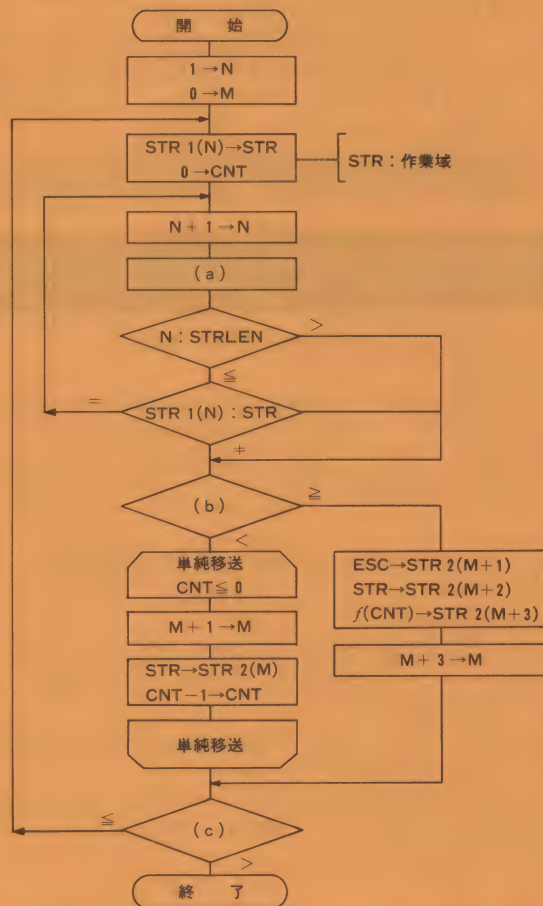 開 始
1→N
0→M
STR 1(N)→STR
0→CNT
STR：作業域
N + 1→N
(a)
N：STRLEN
>
≦
STR 1(N)：STR
=
≠
(b)
≧
<
単純移送
CNT≦0
ESC→STR 2(M+1)
STR→STR 2(M+2)
f(CNT)→STR 2(M+3)
M + 1→M
M + 3→M
STR→STR 2(M)
CNT−1→CNT
単純移送
(c)
≦
>
終 了